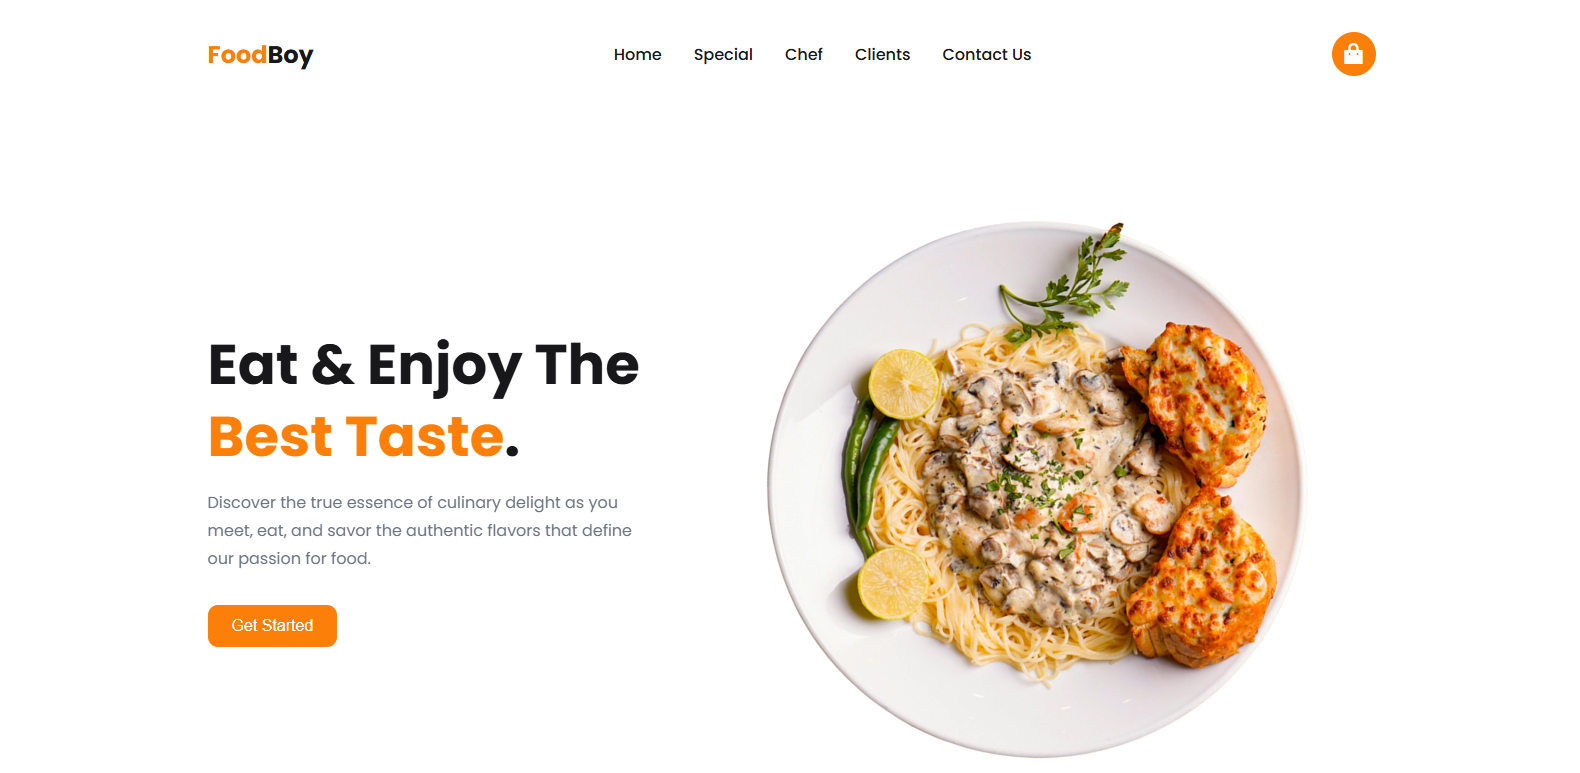 FoodBoy
Home Special Chef Clients Contact Us
Eat & Enjoy The
Best Taste.
Discover the true essence of culinary delight as you
meet, eat, and savor the authentic flavors that define
our passion for food.
Get Started